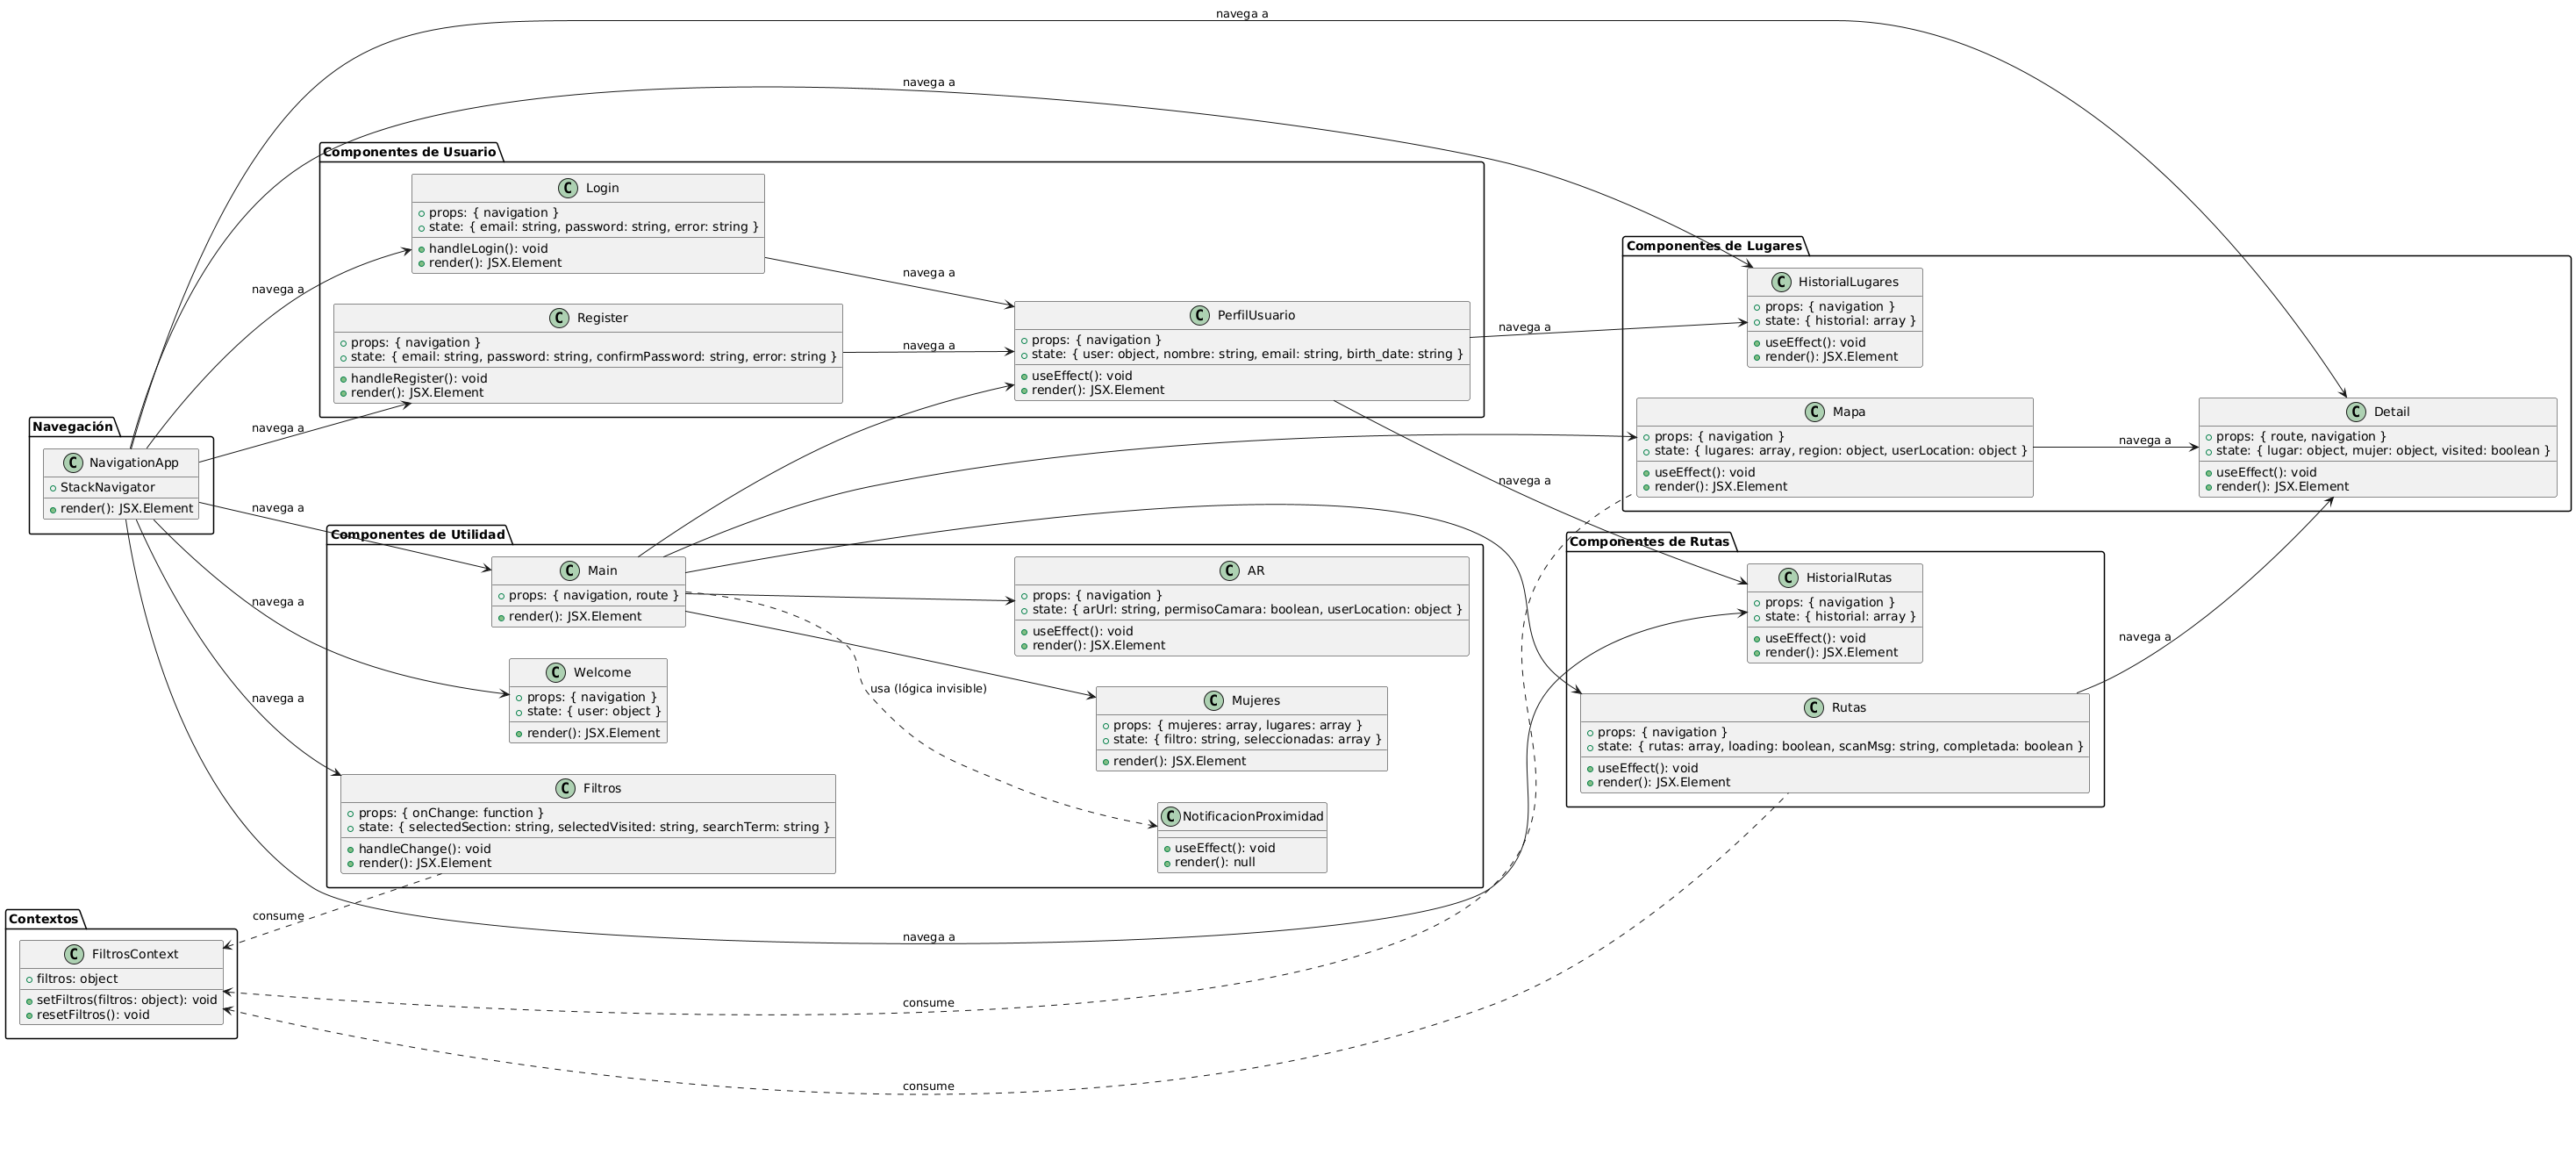 navega a
navega a
Componentes de Usuario
Login
props: { navigation }
state: { email: string, password: string, error: string }
handleLogin(): void
render(): JSX.Element
navega a
navega a
Register
props: { navigation }
state: { email: string, password: string, confirmPassword: string, error: string }
handleRegister(): void
render(): JSX.Element
navega a
PerfilUsuario
props: { navigation }
state: { user: object, nombre: string, email: string, birth_date: string }
useEffect(): void
render(): JSX.Element
navega a
Componentes de Lugares
HistorialLugares
props: { navigation }
state: { historial: array }
useEffect(): void
render(): JSX.Element
Mapa
props: { navigation }
state: { lugares: array, region: object, userLocation: object }
useEffect(): void
render(): JSX.Element
navega a
Detail
props: { route, navigation }
state: { lugar: object, mujer: object, visited: boolean }
useEffect(): void
render(): JSX.Element
Navegación
NavigationApp
StackNavigator
render(): JSX.Element
navega a
navega a
navega a
Componentes de Utilidad
Main
props: { navigation, route }
render(): JSX.Element
AR
props: { navigation }
state: { arUrl: string, permisoCamara: boolean, userLocation: object }
useEffect(): void
render(): JSX.Element
Componentes de Rutas
HistorialRutas
props: { navigation }
state: { historial: array }
useEffect(): void
render(): JSX.Element
navega a
navega a
Welcome
props: { navigation }
state: { user: object }
render(): JSX.Element
usa (lógica invisible)
Mujeres
props: { mujeres: array, lugares: array }
state: { filtro: string, seleccionadas: array }
render(): JSX.Element
Rutas
props: { navigation }
state: { rutas: array, loading: boolean, scanMsg: string, completada: boolean }
useEffect(): void
render(): JSX.Element
navega a
Filtros
props: { onChange: function }
state: { selectedSection: string, selectedVisited: string, searchTerm: string }
handleChange(): void
render(): JSX.Element
NotificacionProximidad
useEffect(): void
render(): null
Contextos
FiltrosContext
filtros: object
setFiltros(filtros: object): void
resetFiltros(): void
consume
navega a
consume
consume